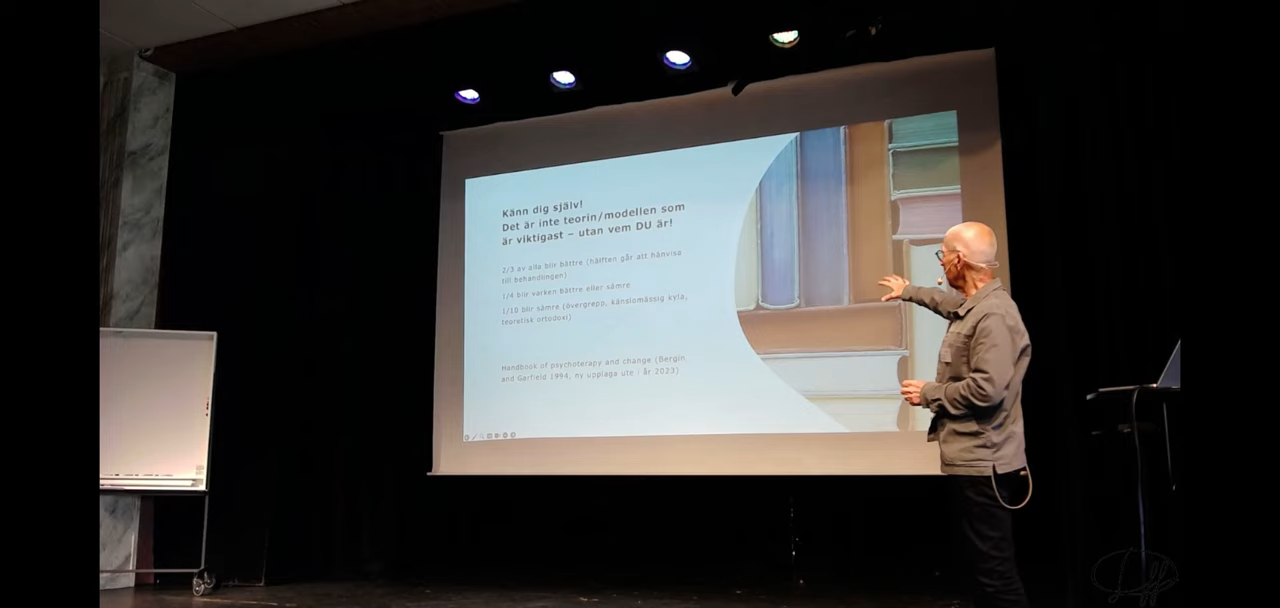 Känn dig själv!
Det är inte teorin/modellen som
är viktigast – utan vem DU är!
2/3 av alla blir bättre (hälften går att hänvisa
till behandlingen)
1/4 blir varken bättre eller sämre
1/10 blir sämre (övergrepp, känslomässig kyla,
teoretisk ortodoxi)
Handbook of psychoterapy and change (Bergin
and Garfield 1994, ny upplaga ute i år 2023)